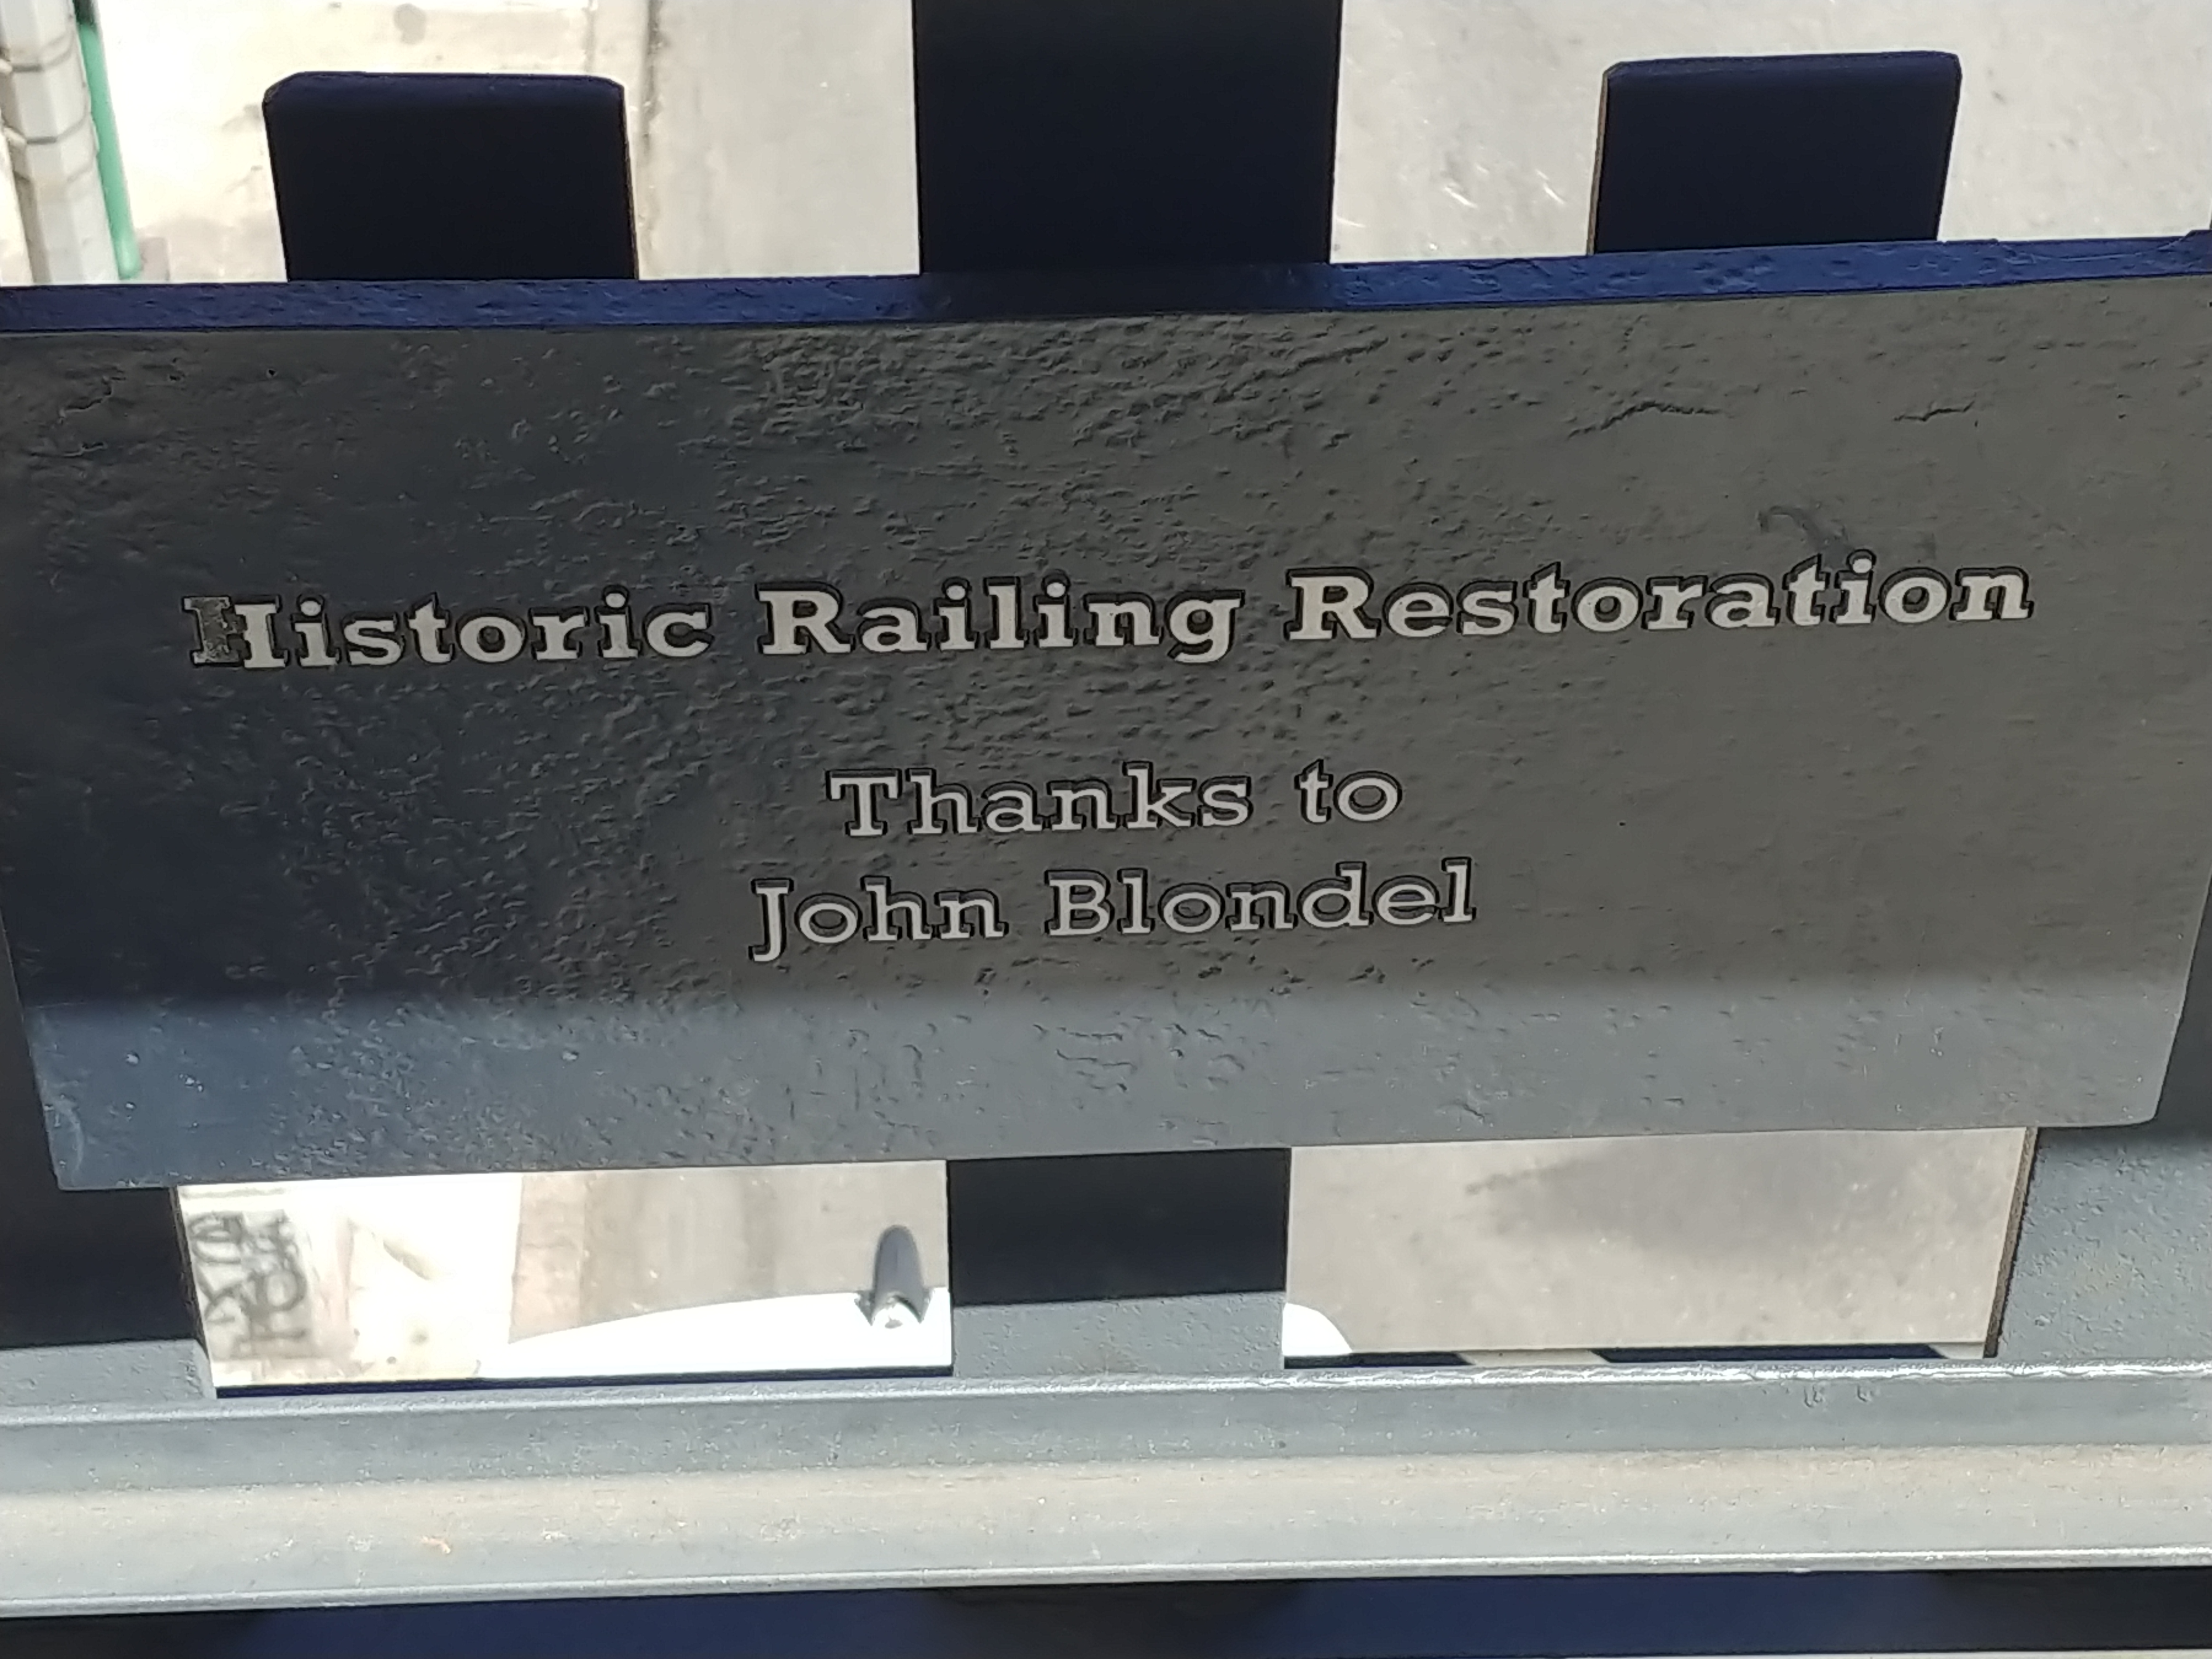 Historic Railing Restoration
Thanks to
John Blondel